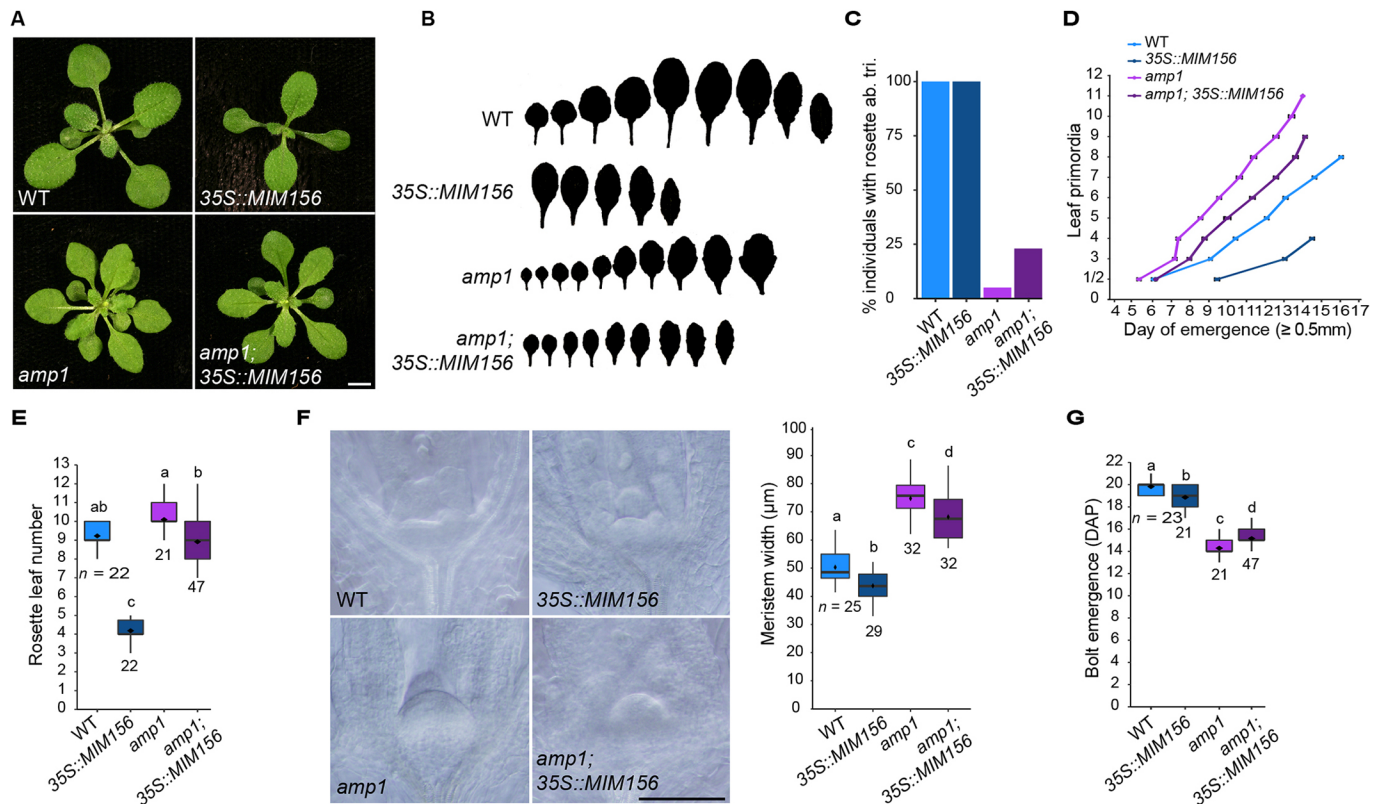 A
WT
35S::MIM156
amp1
amp1;
35S::MIM156
B
WT
35S::MIM156
amp1
amp1;
35S::MIM156
C
% individuals with rosette ab. tri.
100
75
50
25
0
WT
35S::MIM156
amp1
amp1;
35S::MIM156
D
WT
35S::MIM156
amp1
amp1; 35S::MIM156
Leaf primordia
12
11
10
9
8
7
6
5
4
3
1/2
0
4 5 6 7 8 9 10 11 12 13 14 15 16 17
Day of emergence (≥ 0.5mm)
E
Rosette leaf number
13
12
11
10
9
8
7
6
5
4
3
2
1
0
ab
a
b
c
n = 22
22
21
47
WT
35S::MIM156
amp1
amp1;
35S::MIM156
F
WT
35S::MIM156
amp1
amp1;
35S::MIM156
Meristem width (µm)
100
90
80
70
60
50
40
30
20
10
0
a
b
c
d
n = 25
29
32
32
WT
35S::MIM156
amp1
amp1;
35S::MIM156
G
Bolt emergence (DAP)
22
20
18
16
14
12
10
8
6
4
2
0
a
b
c
d
n = 23
21
21
47
WT
35S::MIM156
amp1
amp1;
35S::MIM156